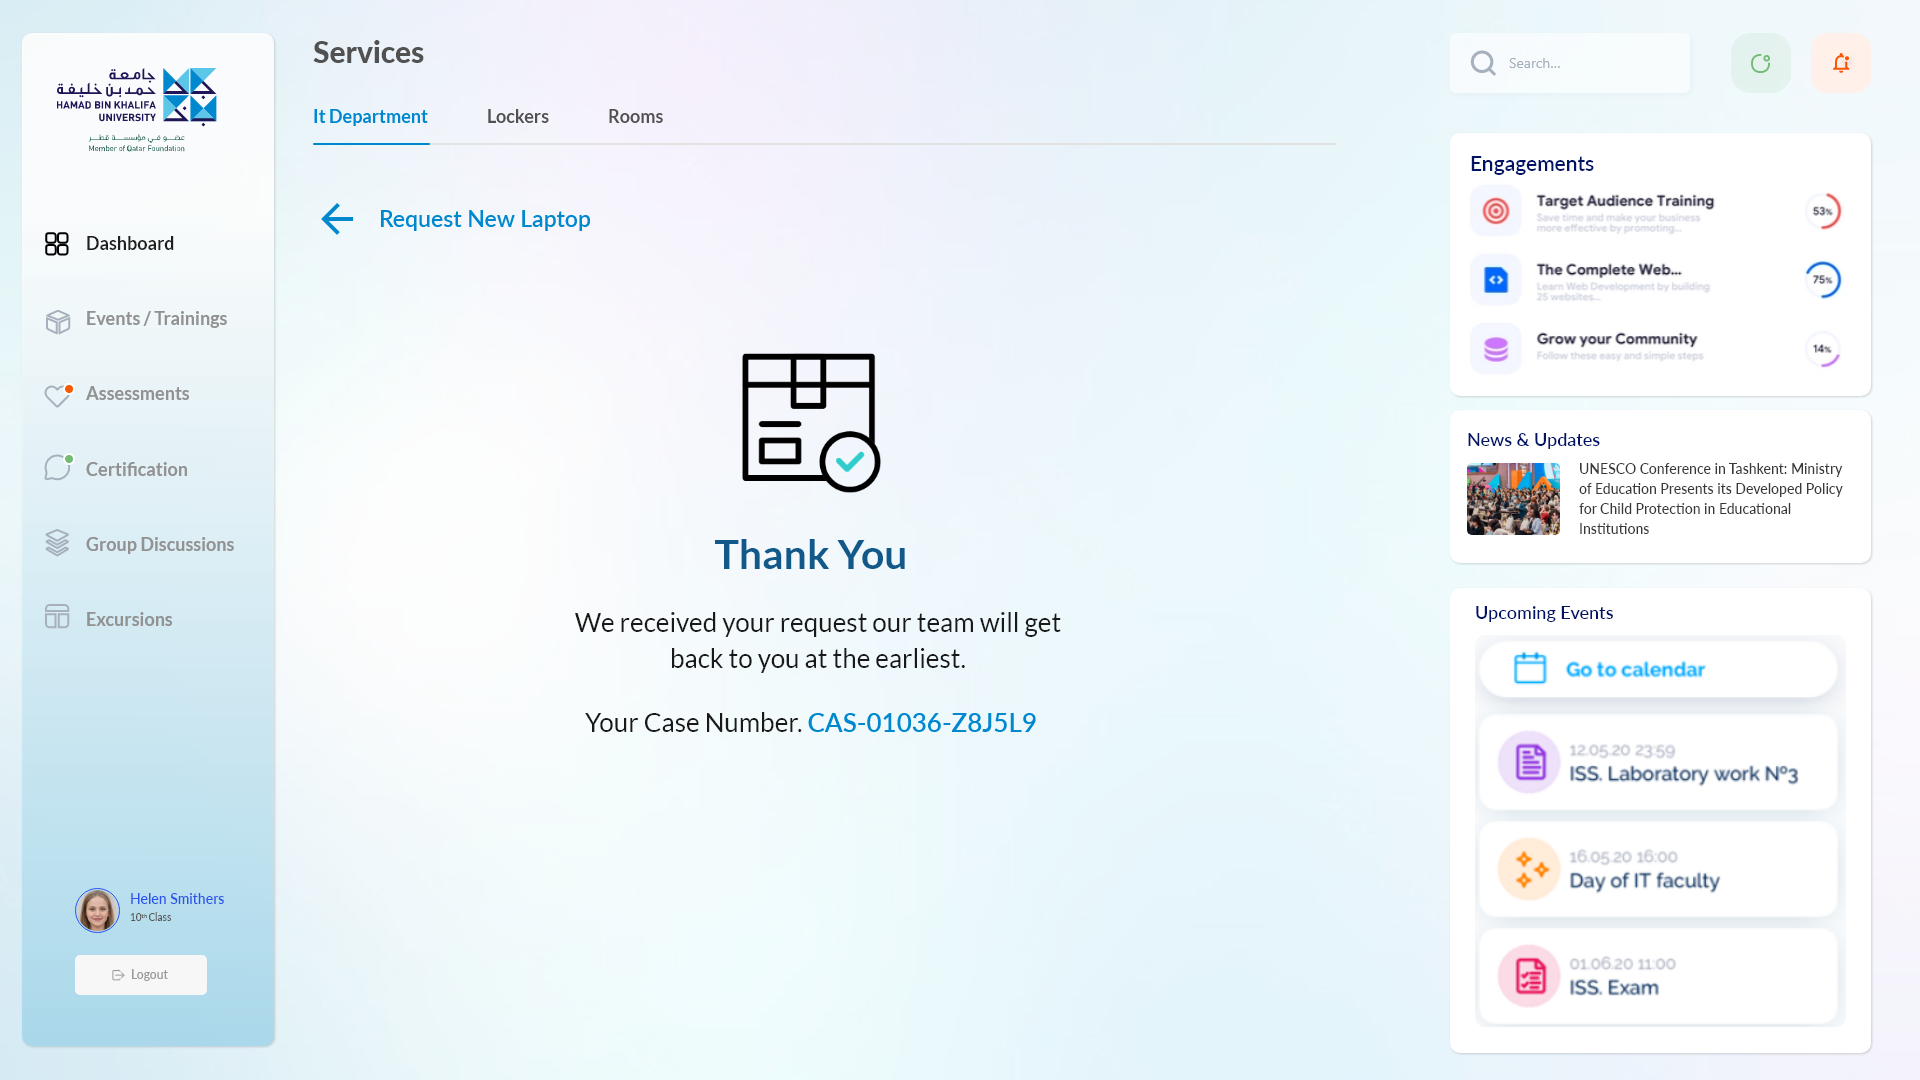 جامعة
حمد بن خليفة
HAMAD BIN KHALIFA
UNIVERSITY
عضو في مؤسسة قطر
Member of Qatar Foundation
Dashboard
Events / Trainings
Assessments
Certification
Group Discussions
Excursions
Helen Smithers
10th Class
Logout
Services
It Department
Lockers
Rooms
Request New Laptop
Thank You
We received your request our team will get
back to you at the earliest.
Your Case Number. CAS-01036-Z8J5L9
Search...
Engagements
Target Audience Training
Save time and make your business
more effective by promoting...
53%
The Complete Web...
Learn Web Development by building
25 websites...
75%
Grow your Community
Follow these easy and simple steps
14%
News & Updates
UNESCO Conference in Tashkent: Ministry
of Education Presents its Developed Policy
for Child Protection in Educational
Institutions
Upcoming Events
Go to calendar
12.05.20 23:59
ISS. Laboratory work Nº3
16.05.20 16:00
Day of IT faculty
01.06.20 11:00
ISS. Exam